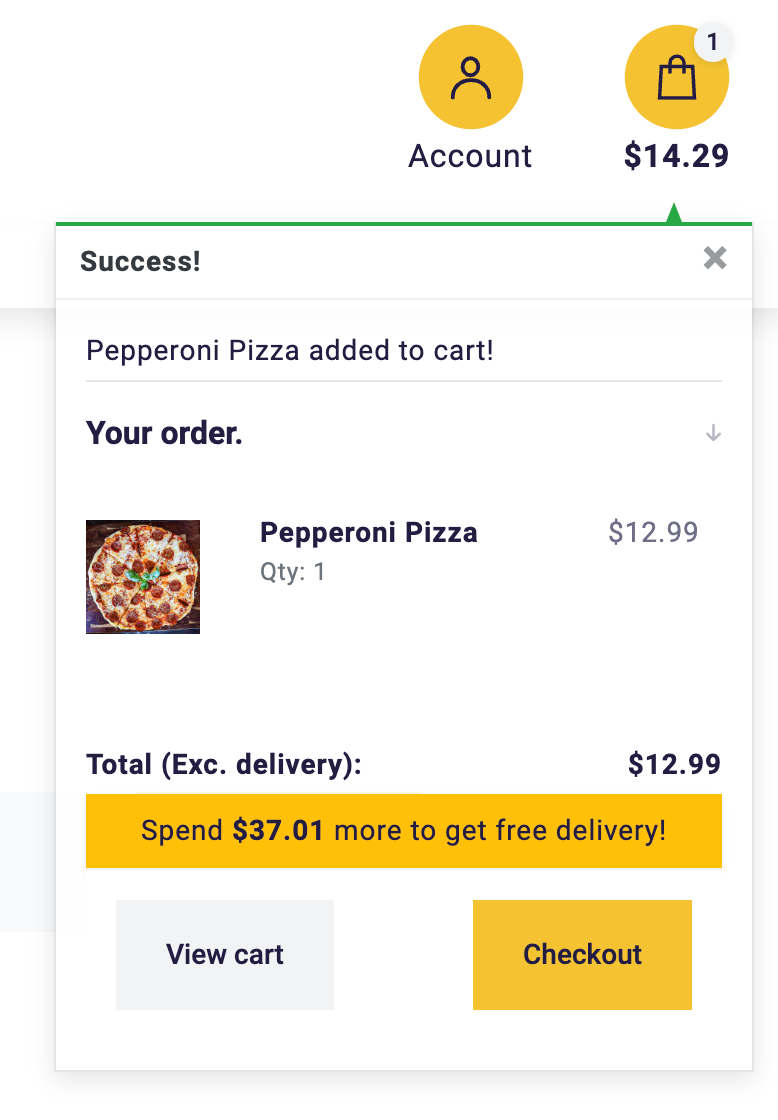 1
Account
$14.29
Success!
Pepperoni Pizza added to cart!
Your order.
Pepperoni Pizza
$12.99
Qty: 1
Total (Exc. delivery):
$12.99
Spend $37.01 more to get free delivery!
View cart
Checkout